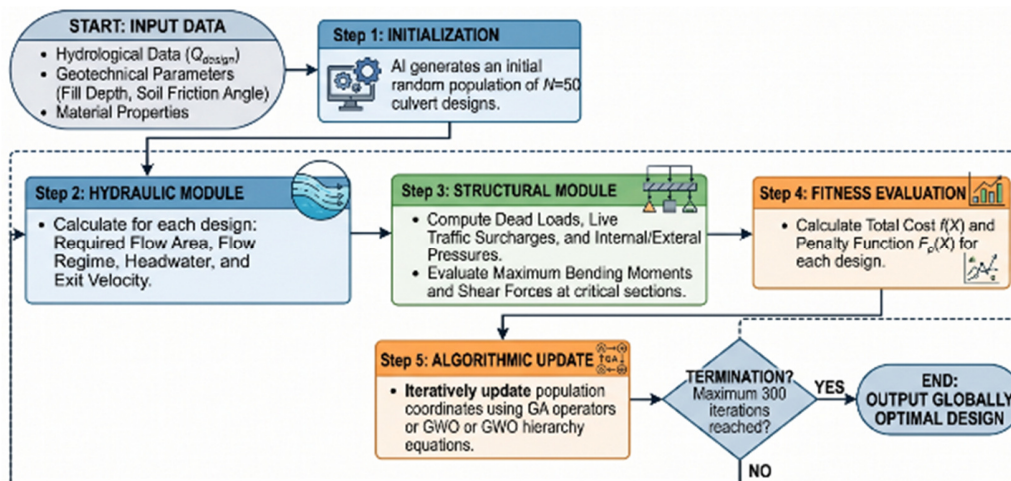 START: INPUT DATA
• Hydrological Data (Q_design)
• Geotechnical Parameters
(Fill Depth, Soil Friction Angle)
• Material Properties
Step 1: INITIALIZATION
AI generates an initial
random population of N=50
culvert designs.
Step 2: HYDRAULIC MODULE
• Calculate for each design:
Required Flow Area, Flow
Regime, Headwater, and
Exit Velocity.
Step 3: STRUCTURAL MODULE
• Compute Dead Loads, Live
Traffic Surcharges, and Internal/Exteral
Pressures.
• Evaluate Maximum Bending Moments
and Shear Forces at critical sections.
Step 4: FITNESS EVALUATION
• Calculate Total Cost f(X) and
Penalty Function F_p(X) for
each design.
Step 5: ALGORITHMIC UPDATE
• Iteratively update population
coordinates using GA operators
or GWO or GWO hierarchy
equations.
TERMINATION?
Maximum 300
iterations
reached?
YES
NO
END:
OUTPUT GLOBALLY
OPTIMAL DESIGN